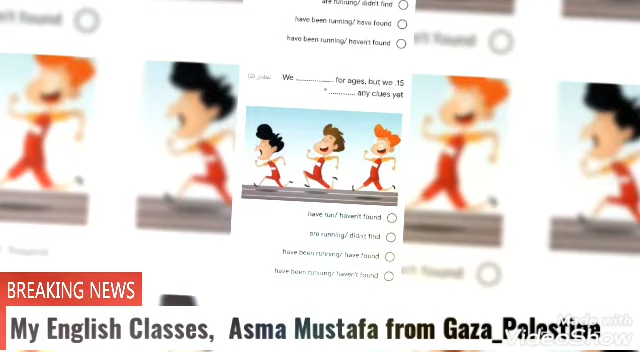 are running/ didn't find
have been running/ have found
have been running/ haven't found
We .................. for ages, but we .15
* ............ any clues yet
have run/ haven't found
are running/ didn't find
have been running/ have found
have been running/ haven't found
BREAKING NEWS
My English Classes, Asma Mustafa from Gaza_Palestine
Made with
VideoShow